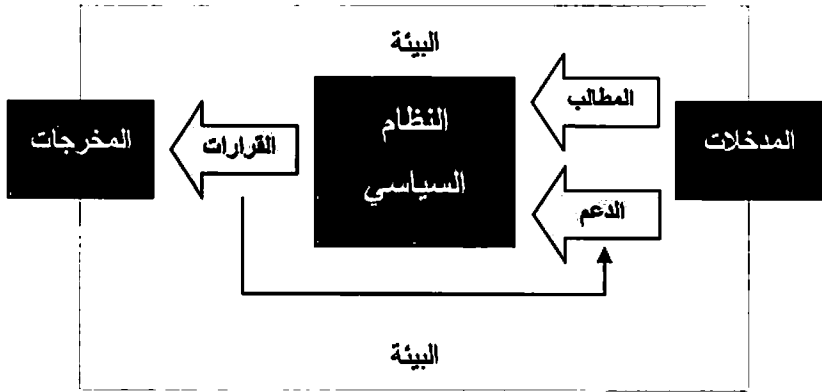 البيئة
المدخلات
المطالب
الدعم
النظام
السياسي
القرارات
المخرجات
البيئة